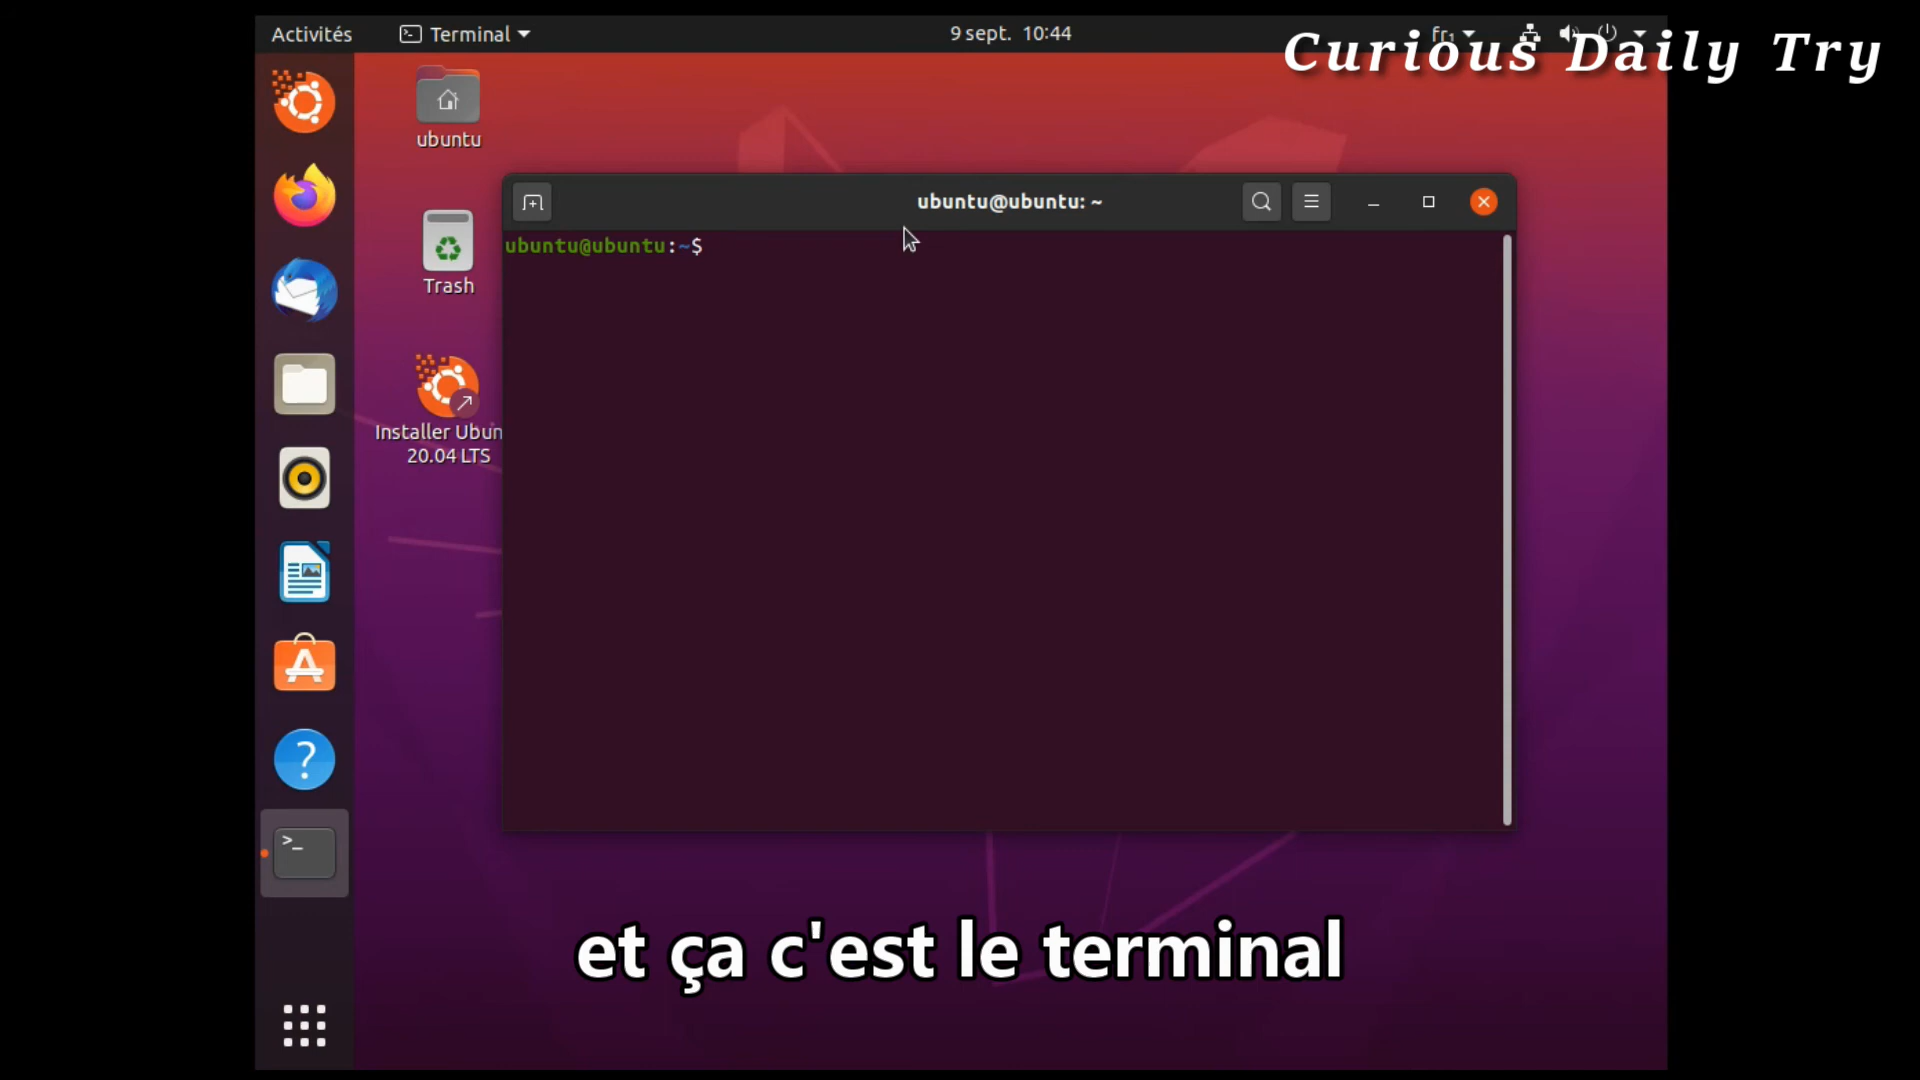 Activités
Terminal
9 sept. 10:44
fr₁
Curious Daily Try
ubuntu
Trash
Installer Ubun
20.04 LTS
ubuntu@ubuntu: ~
ubuntu@ubuntu:~$
>_
?
et ça c'est le terminal